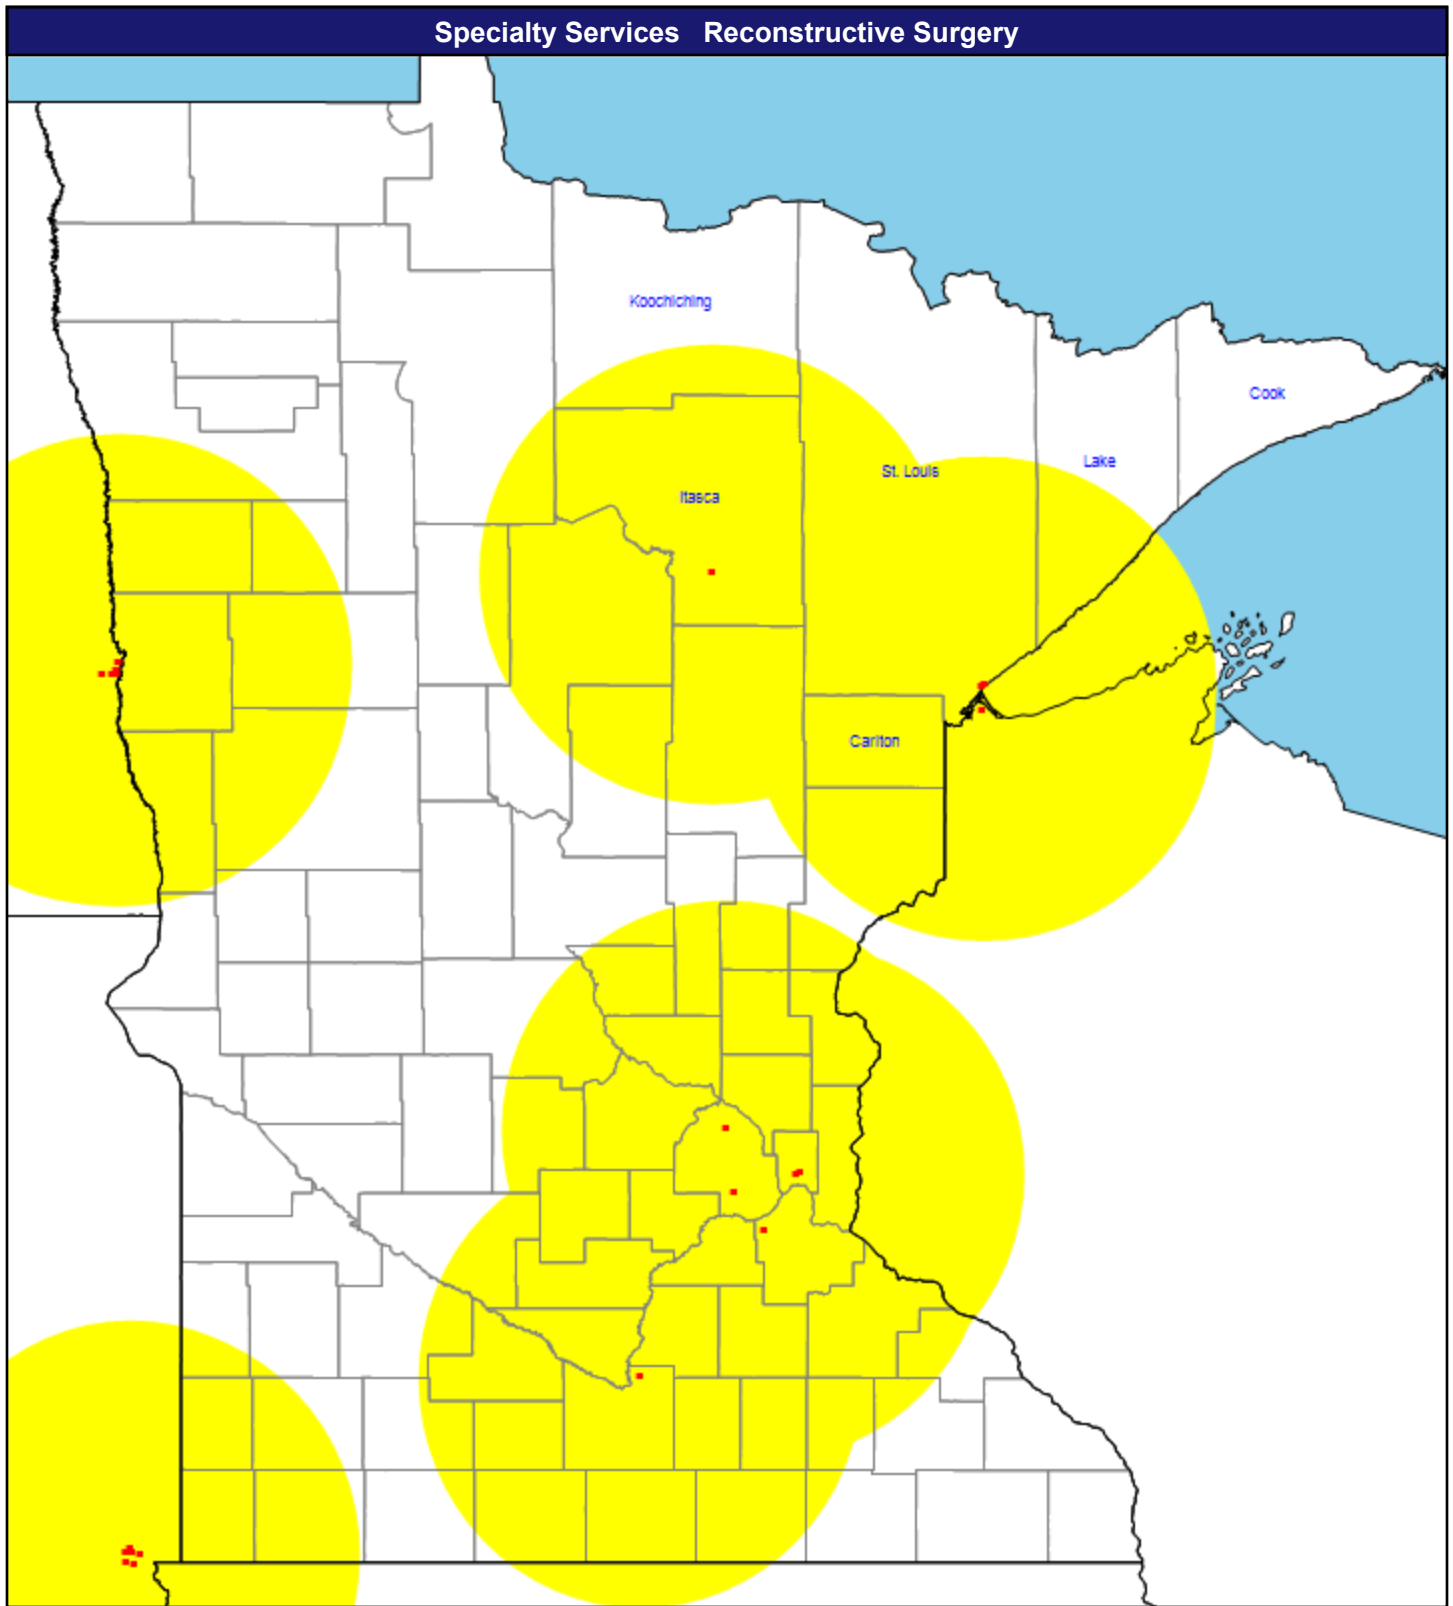 Specialty Services Reconstructive Surgery
Koochiching
Cook
Lake
St. Louis
Itasca
Carlton